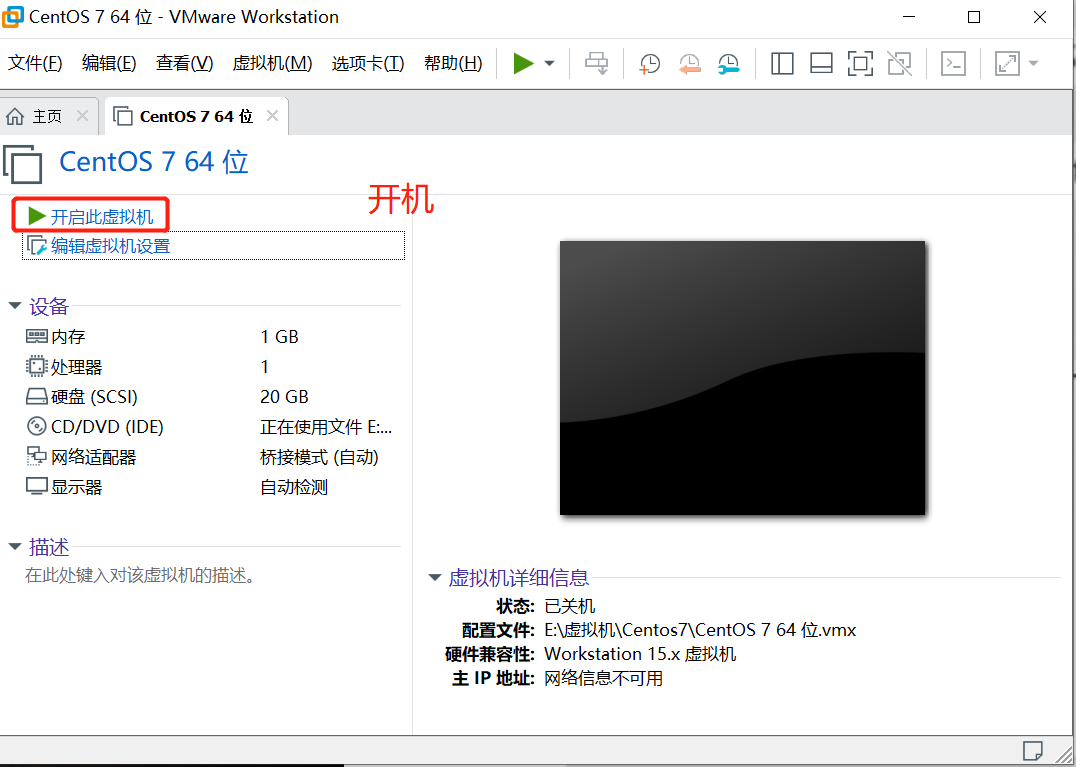 CentOS 7 64 位 - VMware Workstation
文件(F) 编辑(E) 查看(V) 虚拟机(M) 选项卡(T) 帮助(H)
主页 CentOS 7 64 位
CentOS 7 64 位
开启此虚拟机
开机
编辑虚拟机设置
设备
内存 1 GB
处理器 1
硬盘 (SCSI) 20 GB
CD/DVD (IDE) 正在使用文件 E:...
网络适配器 桥接模式 (自动)
显示器 自动检测
描述
在此处键入对该虚拟机的描述。
虚拟机详细信息
状态: 已关机
配置文件: E:\虚拟机\Centos7\CentOS 7 64 位.vmx
硬件兼容性: Workstation 15.x 虚拟机
主 IP 地址: 网络信息不可用